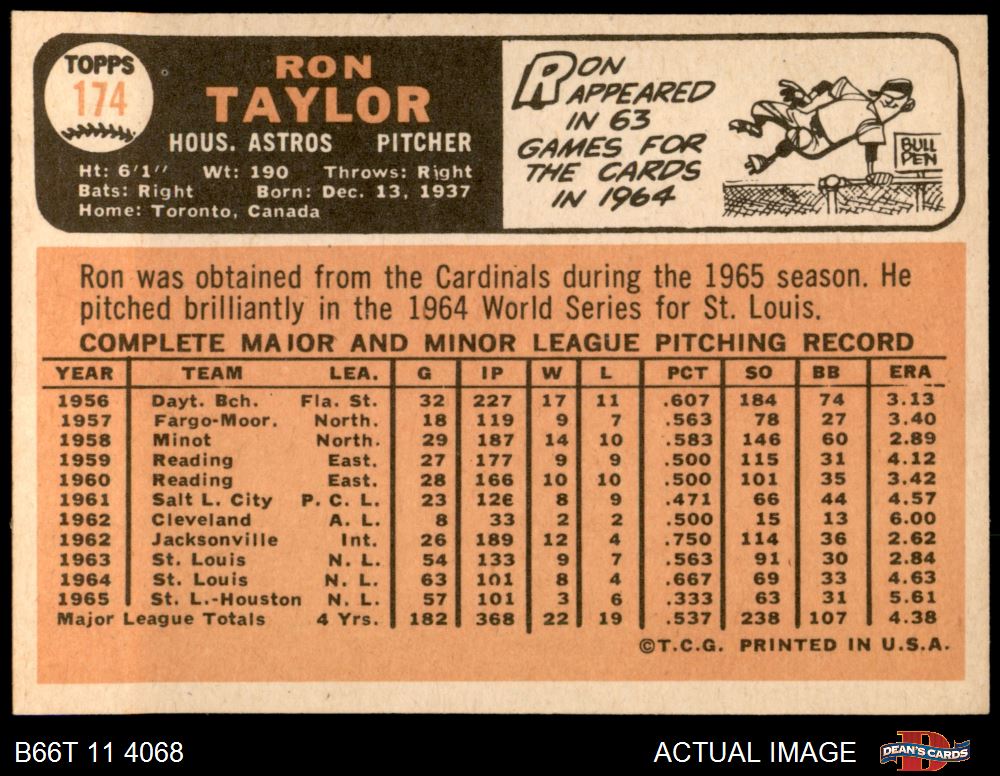 TOPPS
174
RON
TAYLOR
HOUS. ASTROS PITCHER
Ht: 6'1" Wt: 190 Throws: Right
Bats: Right Born: Dec. 13, 1937
Home: Toronto, Canada
RON
APPEARED
IN 63
GAMES FOR
THE CARDS
IN 1964
BULL
PEN
Ron was obtained from the Cardinals during the 1965 season. He
pitched brilliantly in the 1964 World Series for St. Louis.
COMPLETE MAJOR AND MINOR LEAGUE PITCHING RECORD
YEAR TEAM LEA. G IP W L PCT SO BB ERA
1956 Dayt. Bch. Fla. St. 32 227 17 11 .607 184 74 3.13
1957 Fargo-Moor. North. 18 119 9 7 .563 78 27 3.40
1958 Minot North. 29 187 14 10 .583 146 60 2.89
1959 Reading East. 27 177 9 9 .500 115 31 4.12
1960 Reading East. 28 166 10 10 .500 101 35 3.42
1961 Salt L. City P. C. L. 23 126 8 9 .471 66 44 4.57
1962 Cleveland A. L. 8 33 2 2 .500 15 13 6.00
1962 Jacksonville Int. 26 189 12 4 .750 114 36 2.62
1963 St. Louis N. L. 54 133 9 7 .563 91 30 2.84
1964 St. Louis N. L. 63 101 8 4 .667 69 33 4.63
1965 St. L.-Houston N. L. 57 101 3 6 .333 63 31 5.61
Major League Totals 4 Yrs. 182 368 22 19 .537 238 107 4.38
©T.C.G. PRINTED IN U.S.A.
B66T 11 4068
ACTUAL IMAGE
DEAN'S CARDS